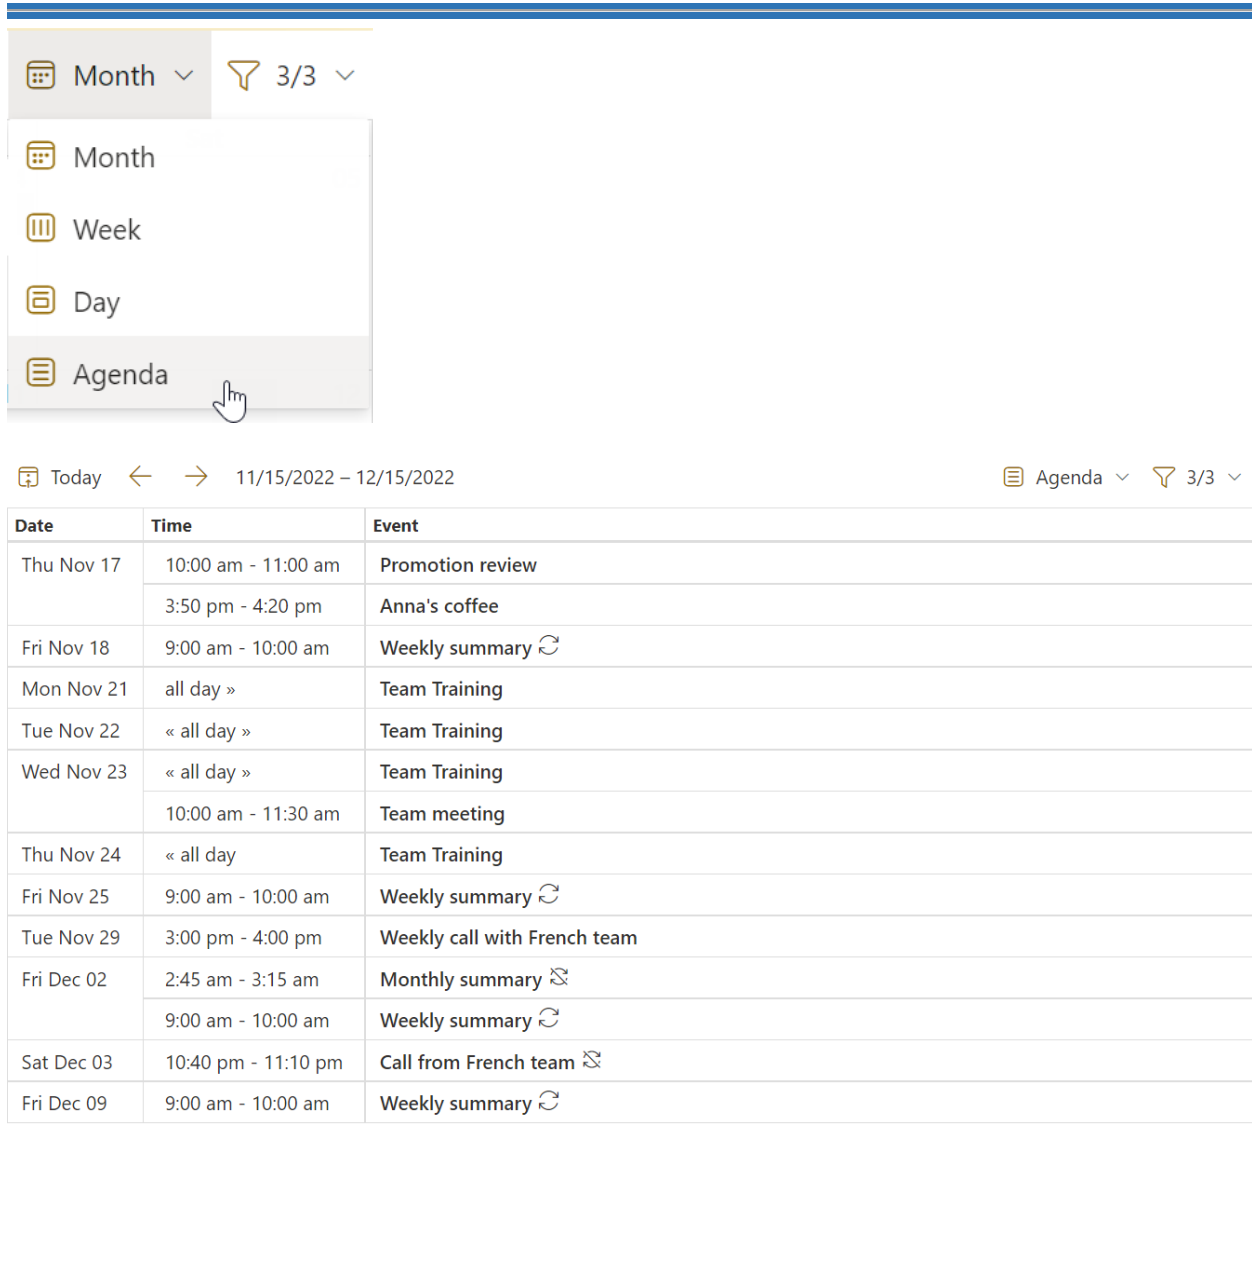 Month 3/3
Month
Week
Day
Agenda
Today 11/15/2022 – 12/15/2022 Agenda 3/3
Date Time Event
Thu Nov 17 10:00 am - 11:00 am Promotion review
3:50 pm - 4:20 pm Anna's coffee
Fri Nov 18 9:00 am - 10:00 am Weekly summary
Mon Nov 21 all day » Team Training
Tue Nov 22 « all day » Team Training
Wed Nov 23 « all day » Team Training
10:00 am - 11:30 am Team meeting
Thu Nov 24 « all day Team Training
Fri Nov 25 9:00 am - 10:00 am Weekly summary
Tue Nov 29 3:00 pm - 4:00 pm Weekly call with French team
Fri Dec 02 2:45 am - 3:15 am Monthly summary
9:00 am - 10:00 am Weekly summary
Sat Dec 03 10:40 pm - 11:10 pm Call from French team
Fri Dec 09 9:00 am - 10:00 am Weekly summary